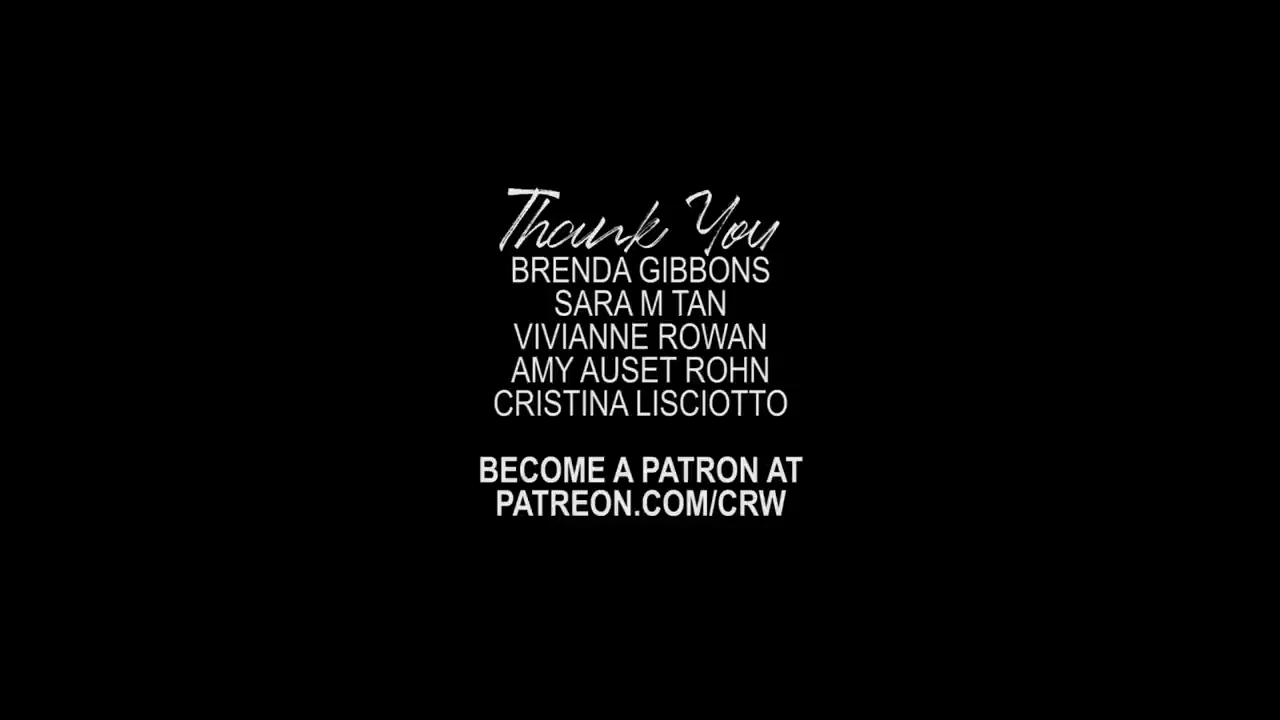 Thank You
BRENDA GIBBONS
SARA M TAN
VIVIANNE ROWAN
AMY AUSET ROHN
CRISTINA LISCIOTTO
BECOME A PATRON AT
PATREON.COM/CRW